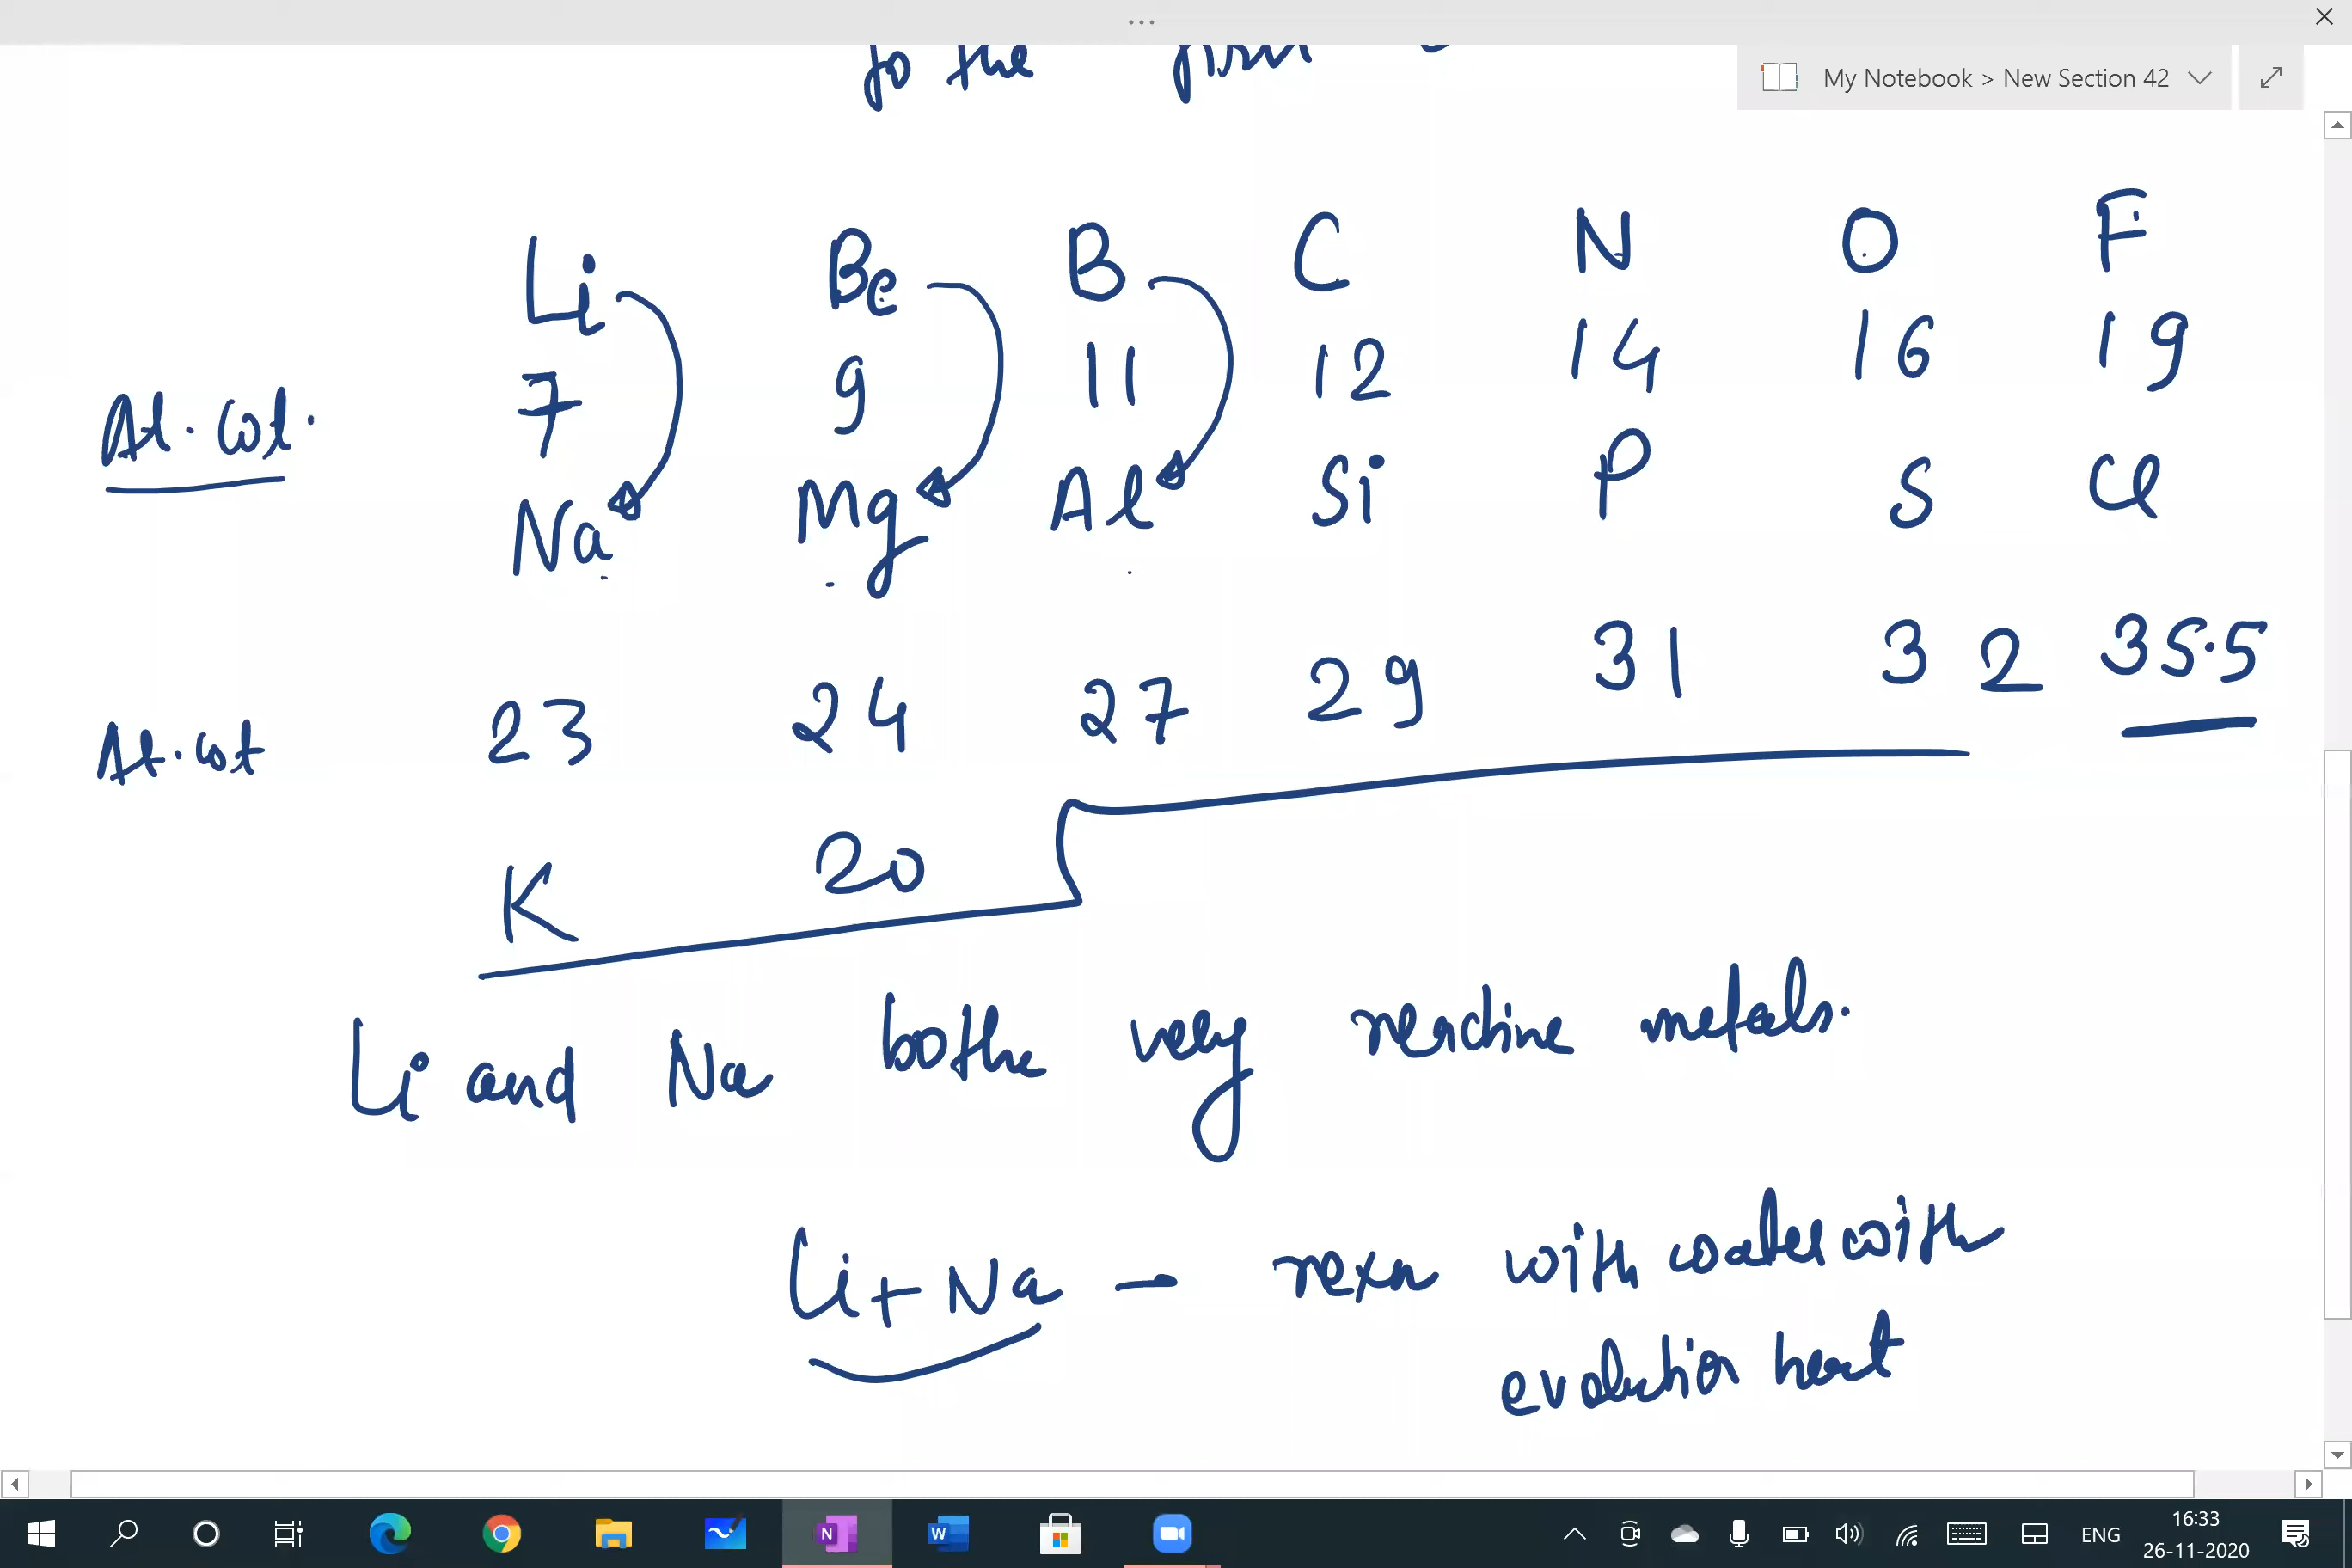 to the
My Notebook > New Section 42
Li Be B C N O F
At. wt. 7 9 11 12 14 16 19
Na Mg Al Si P S Cl
At. wt 23 24 27 29 31 32 35.5
K 20
Li and Na bothe very reactive metals.
Li + Na — rexn with water with
evolution heat
ENG
16:33
26-11-2020